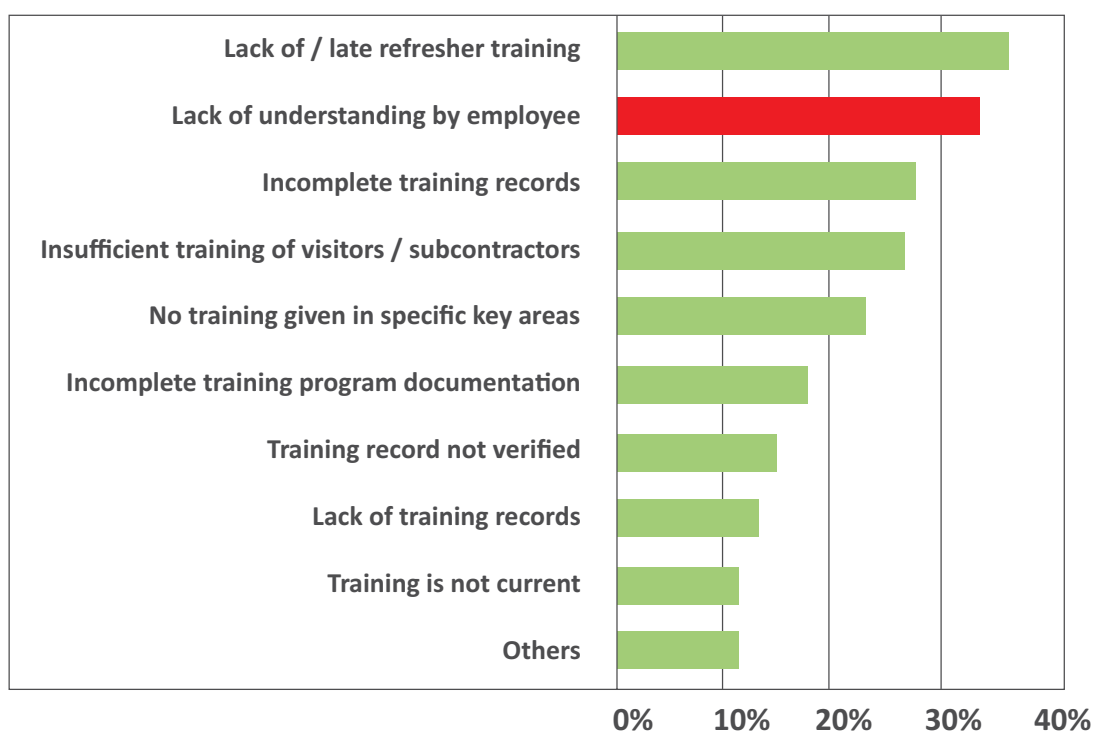 Lack of / late refresher training
Lack of understanding by employee
Incomplete training records
Insufficient training of visitors / subcontractors
No training given in specific key areas
Incomplete training program documentation
Training record not verified
Lack of training records
Training is not current
Others
0% 10% 20% 30% 40%